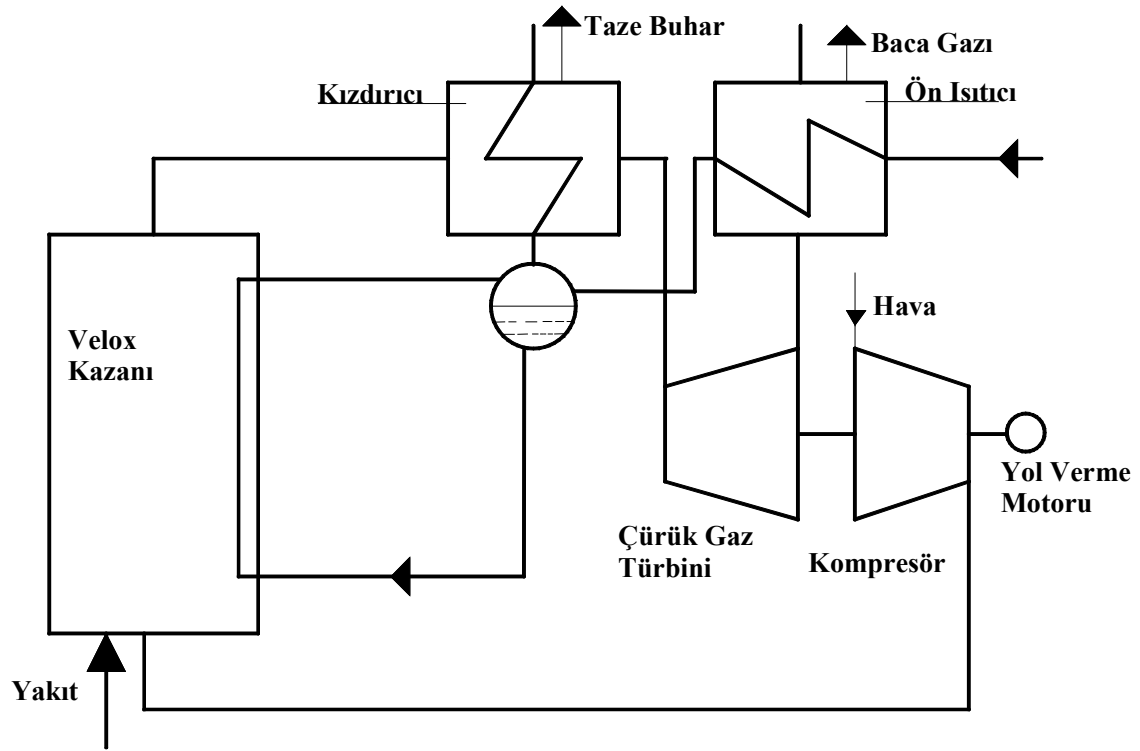 Taze Buhar
Baca Gazı
Kızdırıcı
Ön Isıtıcı
Hava
Velox
Kazanı
Yol Verme
Motoru
Çürük Gaz
Türbini
Kompresör
Yakıt